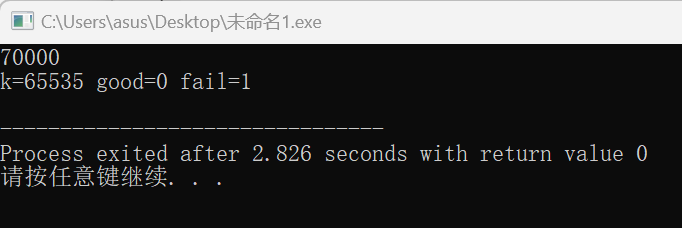 C:\Users\asus\Desktop\未命名1.exe
70000
k=65535 good=0 fail=1
--------------------------------
Process exited after 2.826 seconds with return value 0
请按任意键继续. . .